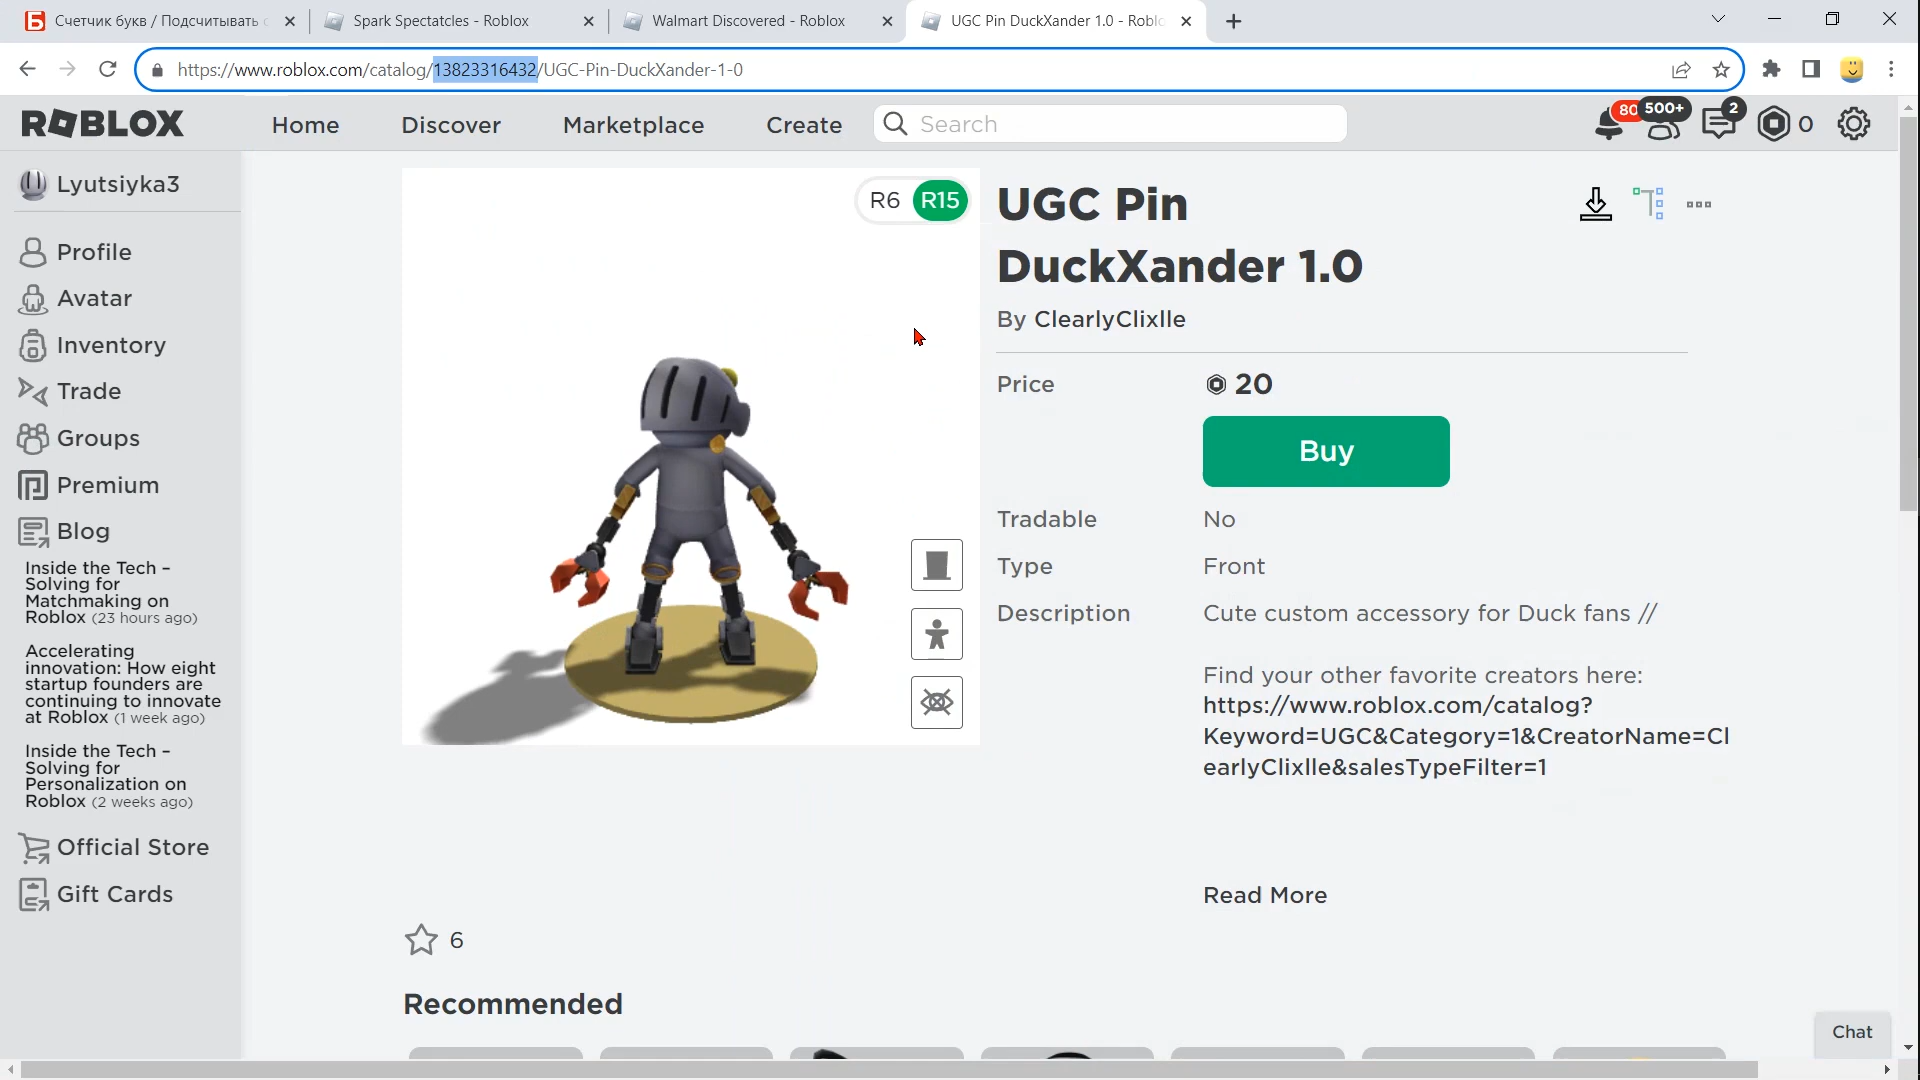 Счетчик букв / Подсчитывать с
Spark Spectatcles - Roblox
Walmart Discovered - Roblox
UGC Pin DuckXander 1.0 - Roblo
https://www.roblox.com/catalog/13823316432/UGC-Pin-DuckXander-1-0
ROBLOX
Home
Discover
Marketplace
Create
Search
80
500+
2
0
Lyutsiyka3
Profile
Avatar
Inventory
Trade
Groups
Premium
Blog
Inside the Tech –
Solving for
Matchmaking on
Roblox (23 hours ago)
Accelerating
innovation: How eight
startup founders are
continuing to innovate
at Roblox (1 week ago)
Inside the Tech –
Solving for
Personalization on
Roblox (2 weeks ago)
Official Store
Gift Cards
R6 R15
UGC Pin
DuckXander 1.0
By ClearlyClixlle
Price 20
Buy
Tradable No
Type Front
Description Cute custom accessory for Duck fans //
Find your other favorite creators here:
https://www.roblox.com/catalog?
Keyword=UGC&Category=1&CreatorName=Cl
earlyClixlle&salesTypeFilter=1
Read More
6
Recommended
Chat